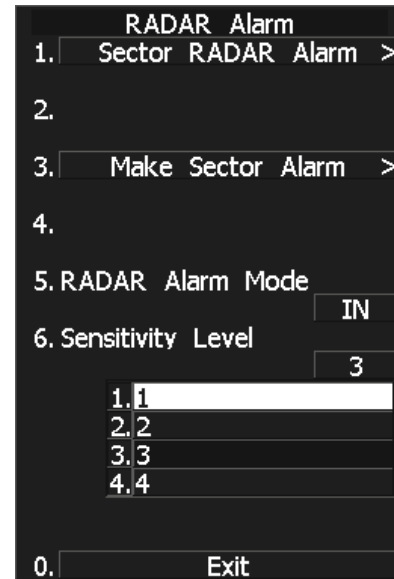 RADAR Alarm
1. Sector RADAR Alarm >
2.
3. Make Sector Alarm >
4.
5. RADAR Alarm Mode
IN
6. Sensitivity Level
3
1. 1
2. 2
3. 3
4. 4
0. Exit